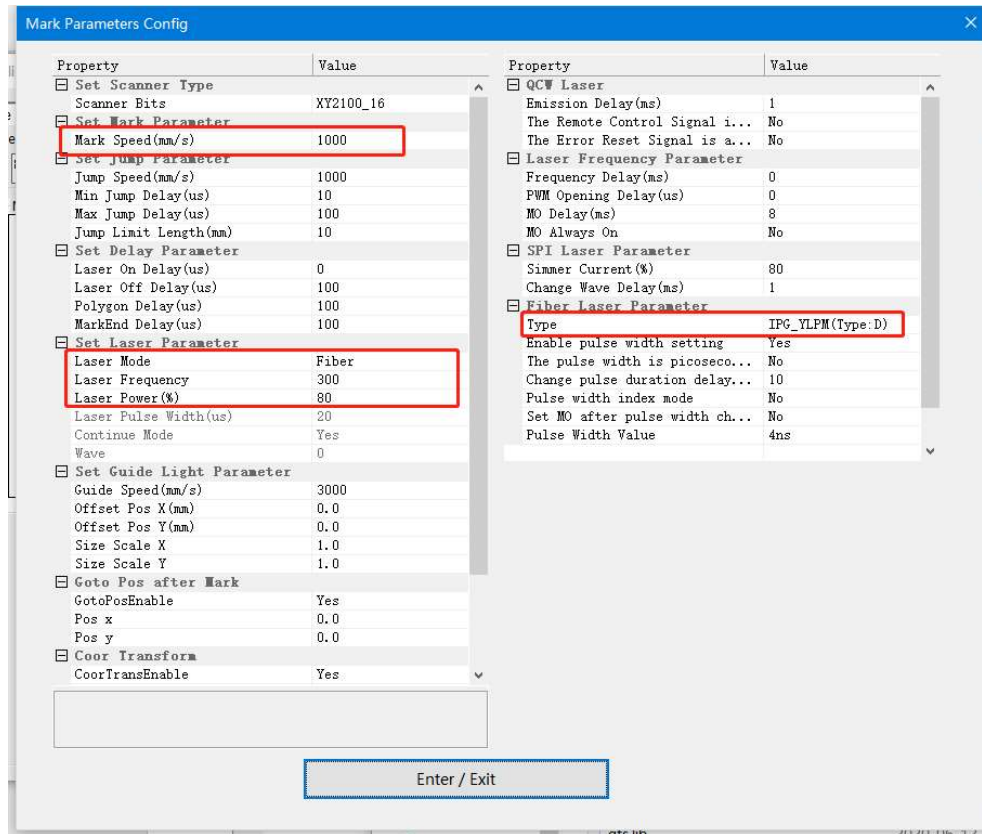 Mark Parameters Config
Property Value
Set Scanner Type
Scanner Bits XY2100_16
Set Mark Parameter
Mark Speed(mm/s) 1000
Set Jump Parameter
Jump Speed(mm/s) 1000
Min Jump Delay(us) 10
Max Jump Delay(us) 100
Jump Limit Length(mm) 10
Set Delay Parameter
Laser On Delay(us) 0
Laser Off Delay(us) 100
Polygon Delay(us) 100
MarkEnd Delay(us) 100
Set Laser Parameter
Laser Mode Fiber
Laser Frequency 300
Laser Power(%) 80
Laser Pulse Width(us) 20
Continue Mode Yes
Wave 0
Set Guide Light Parameter
Guide Speed(mm/s) 3000
Offset Pos X(mm) 0.0
Offset Pos Y(mm) 0.0
Size Scale X 1.0
Size Scale Y 1.0
Goto Pos after Mark
GotoPosEnable Yes
Pos x 0.0
Pos y 0.0
Coor Transform
CoorTransEnable Yes
Property Value
QCW Laser
Emission Delay(ms) 1
The Remote Control Signal i... No
The Error Reset Signal is a... No
Laser Frequency Parameter
Frequency Delay(ms) 0
PWM Opening Delay(us) 0
MO Delay(ms) 8
MO Always On No
SPI Laser Parameter
Simmer Current(%) 80
Change Wave Delay(ms) 1
Fiber Laser Parameter
Type IPG_YLPM(Type:D)
Enable pulse width setting Yes
The pulse width is picoseco... No
Change pulse duration delay... 10
Pulse width index mode No
Set MO after pulse width ch... No
Pulse Width Value 4ns
Enter / Exit